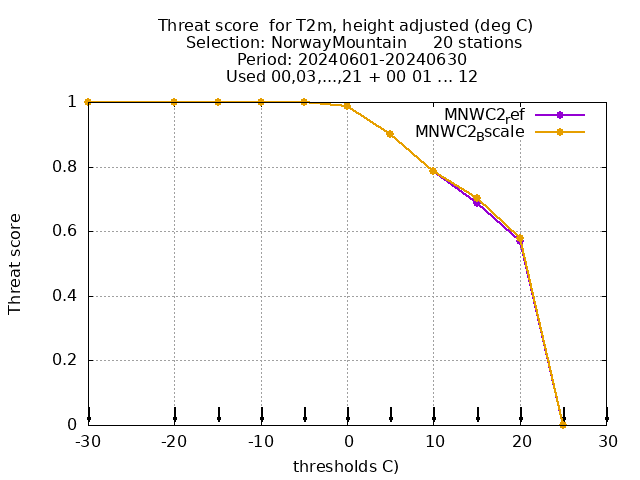 Threat score  for T2m, height adjusted (deg C)
Selection: NorwayMountain     20 stations
Period: 20240601-20240630
Used 00,03,...,21 + 00 01 ... 12
MNWC2ref
MNWC2Bscale
Threat score
1
0.8
0.6
0.4
0.2
0
-30 -20 -10 0 10 20 30
thresholds C)